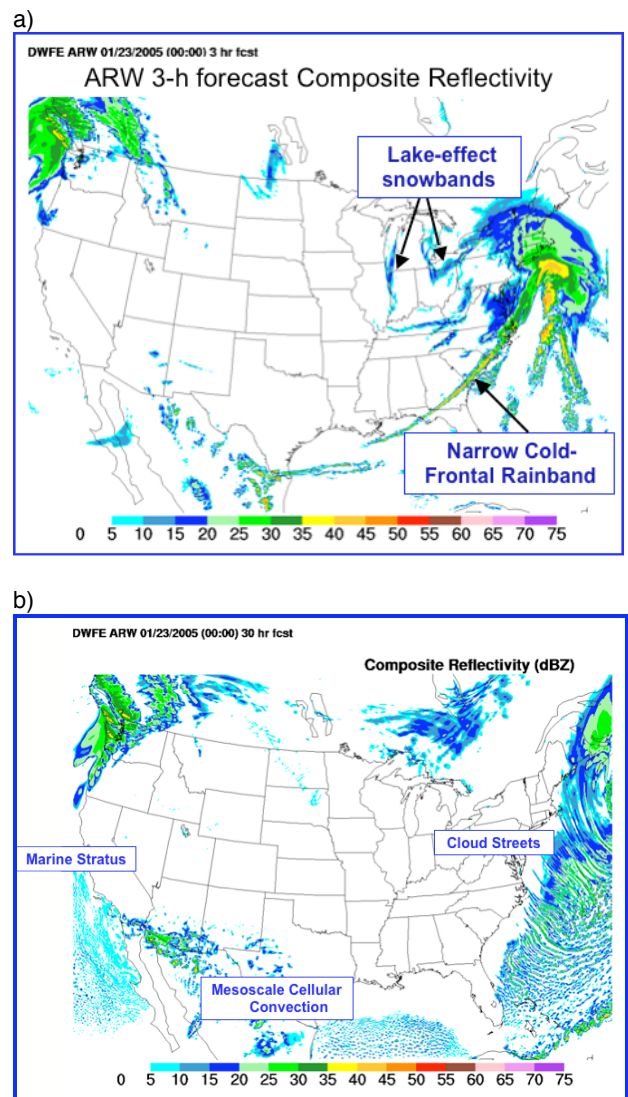 a)
DWFE ARW 01/23/2005 (00:00) 3 hr fcst
ARW 3-h forecast Composite Reflectivity
Lake-effect
snowbands
Narrow Cold-
Frontal Rainband
0 5 10 15 20 25 30 35 40 45 50 55 60 65 70 75
b)
DWFE ARW 01/23/2005 (00:00) 30 hr fcst
Composite Reflectivity (dBZ)
Cloud Streets
Marine Stratus
Mesoscale Cellular
Convection
0 5 10 15 20 25 30 35 40 45 50 55 60 65 70 75